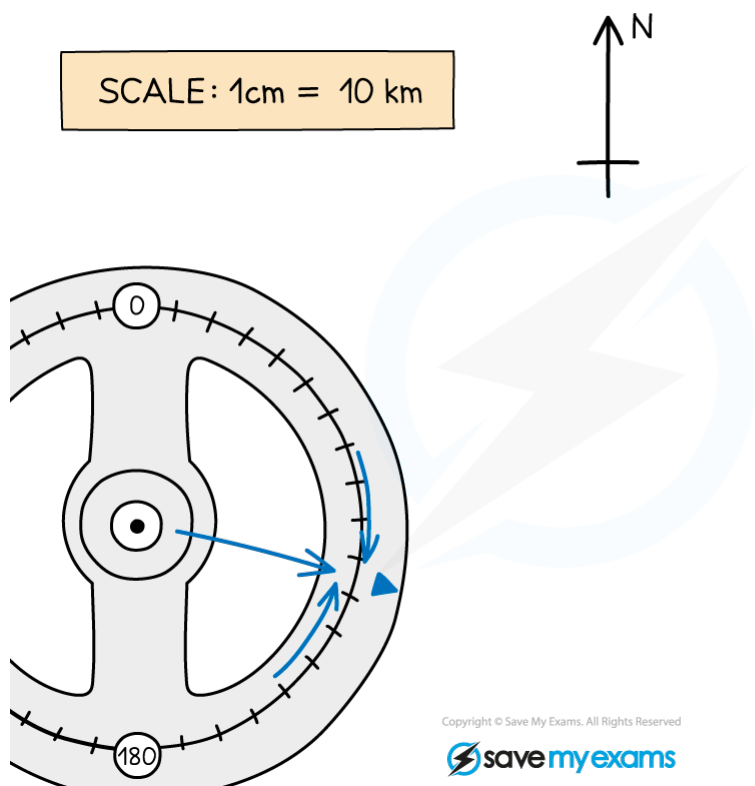 N
SCALE: 1cm = 10 km
0
180
Copyright © Save My Exams. All Rights Reserved
save my exams